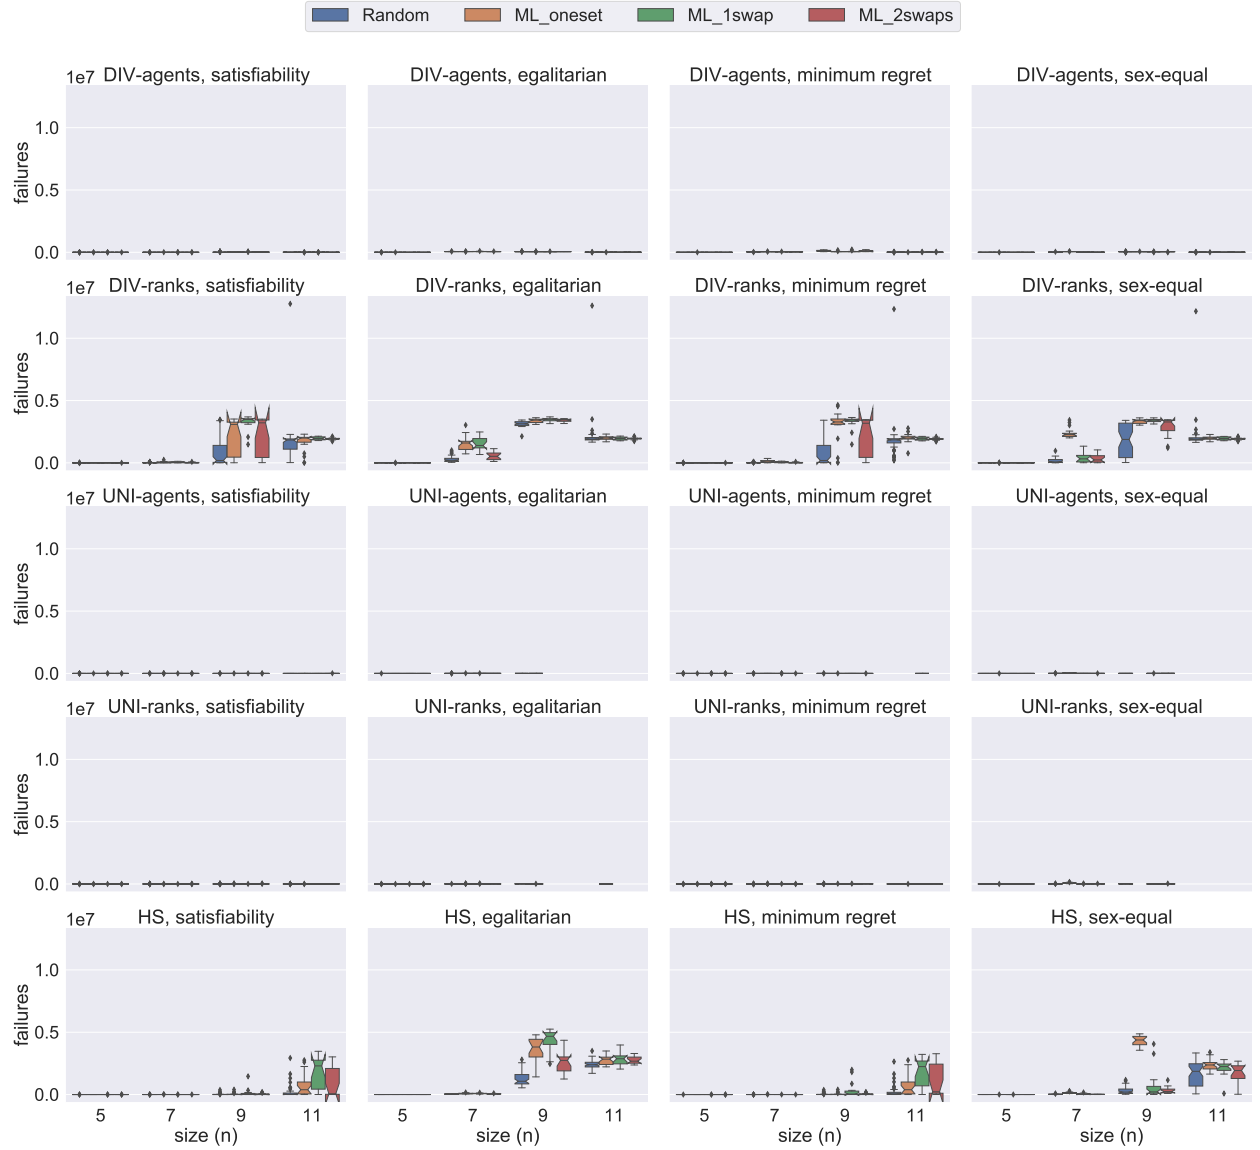 Random ML_oneset ML_1swap ML_2swaps
1e7 DIV-agents, satisfiability DIV-agents, egalitarian DIV-agents, minimum regret DIV-agents, sex-equal
1.0
0.5
0.0
failures
1e7 DIV-ranks, satisfiability DIV-ranks, egalitarian DIV-ranks, minimum regret DIV-ranks, sex-equal
1.0
0.5
0.0
failures
1e7 UNI-agents, satisfiability UNI-agents, egalitarian UNI-agents, minimum regret UNI-agents, sex-equal
1.0
0.5
0.0
failures
1e7 UNI-ranks, satisfiability UNI-ranks, egalitarian UNI-ranks, minimum regret UNI-ranks, sex-equal
1.0
0.5
0.0
failures
1e7 HS, satisfiability HS, egalitarian HS, minimum regret HS, sex-equal
1.0
0.5
0.0
failures
5 7 9 11 5 7 9 11 5 7 9 11 5 7 9 11
size (n) size (n) size (n) size (n)